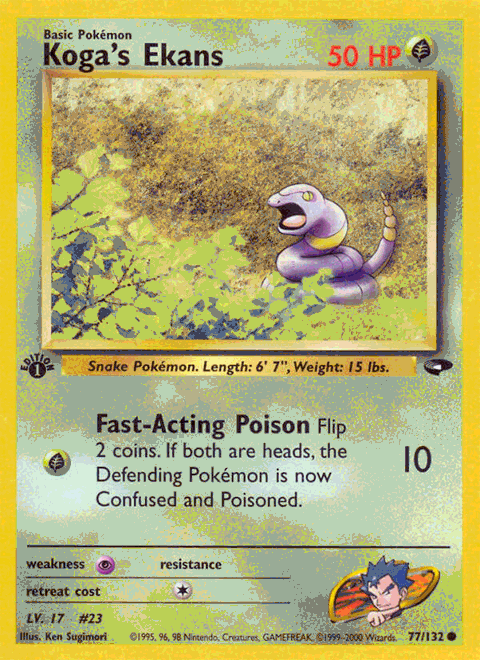 Basic Pokémon
Koga's Ekans 50 HP
EDITION
1
Snake Pokémon. Length: 6' 7", Weight: 15 lbs.
Fast-Acting Poison Flip
2 coins. If both are heads, the
Defending Pokémon is now
Confused and Poisoned.
10
weakness resistance
retreat cost
LV. 17 #23
Illus. Ken Sugimori ©1995, 96, 98 Nintendo, Creatures, GAMEFREAK. ©1999-2000 Wizards. 77/132